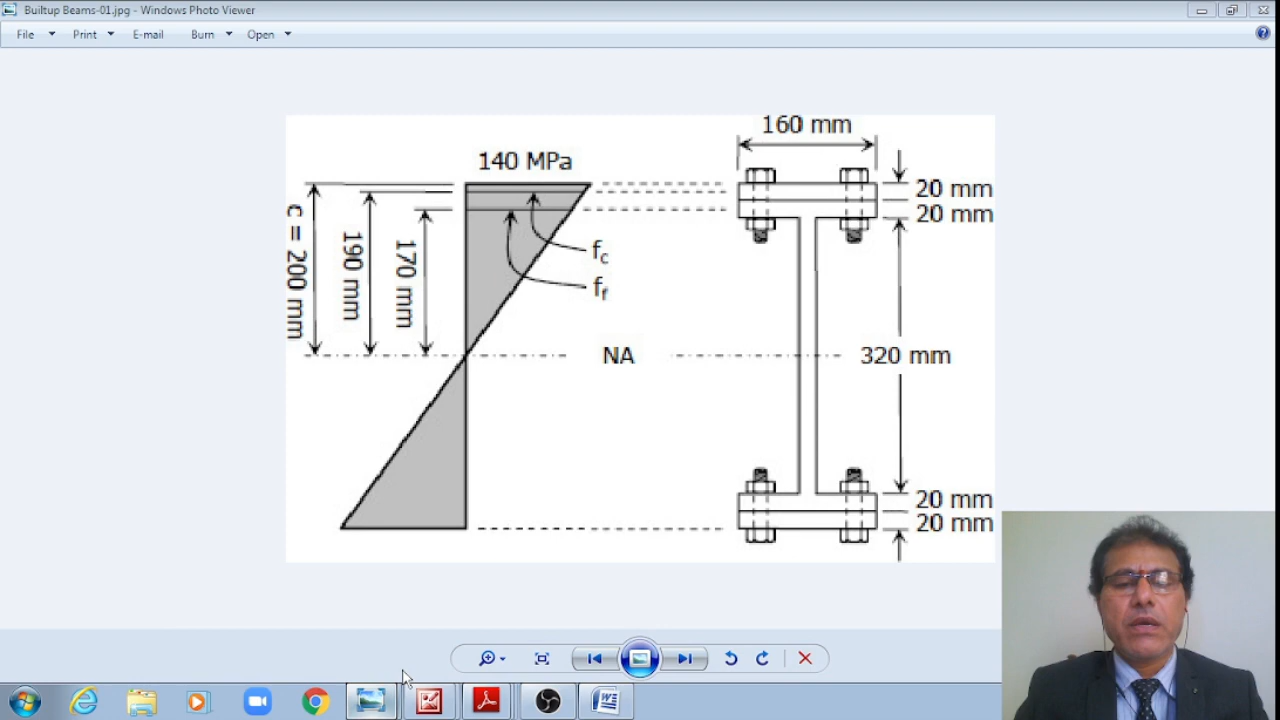 Builtup Beams-01.jpg - Windows Photo Viewer
File Print E-mail Burn Open
160 mm
140 MPa
20 mm
20 mm
c = 200 mm
190 mm
170 mm
fc
ff
NA
320 mm
20 mm
20 mm